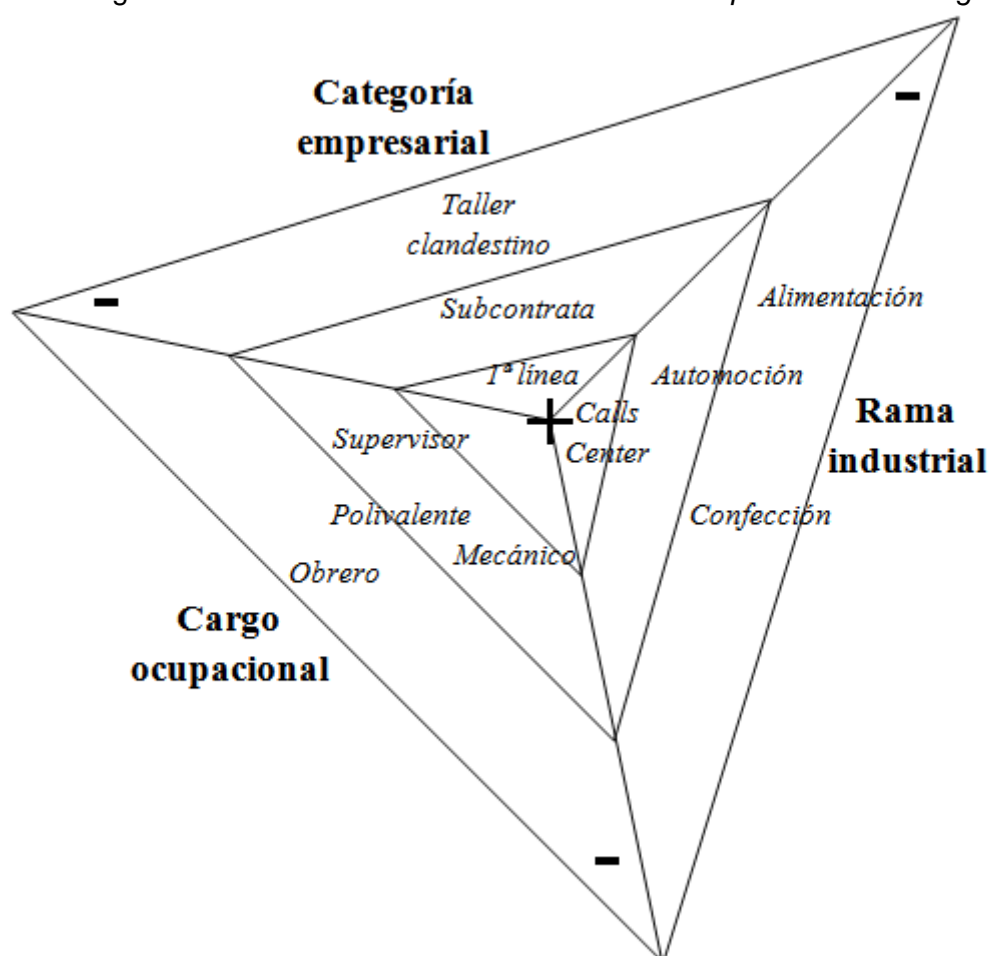 Categoría
empresarial
-
Taller
clandestino
-
Subcontrata
Alimentación
1ª línea
Automoción
+
Calls
Center
Rama
industrial
Supervisor
Polivalente
Mecánico
Confección
Obrero
Cargo
ocupacional
-